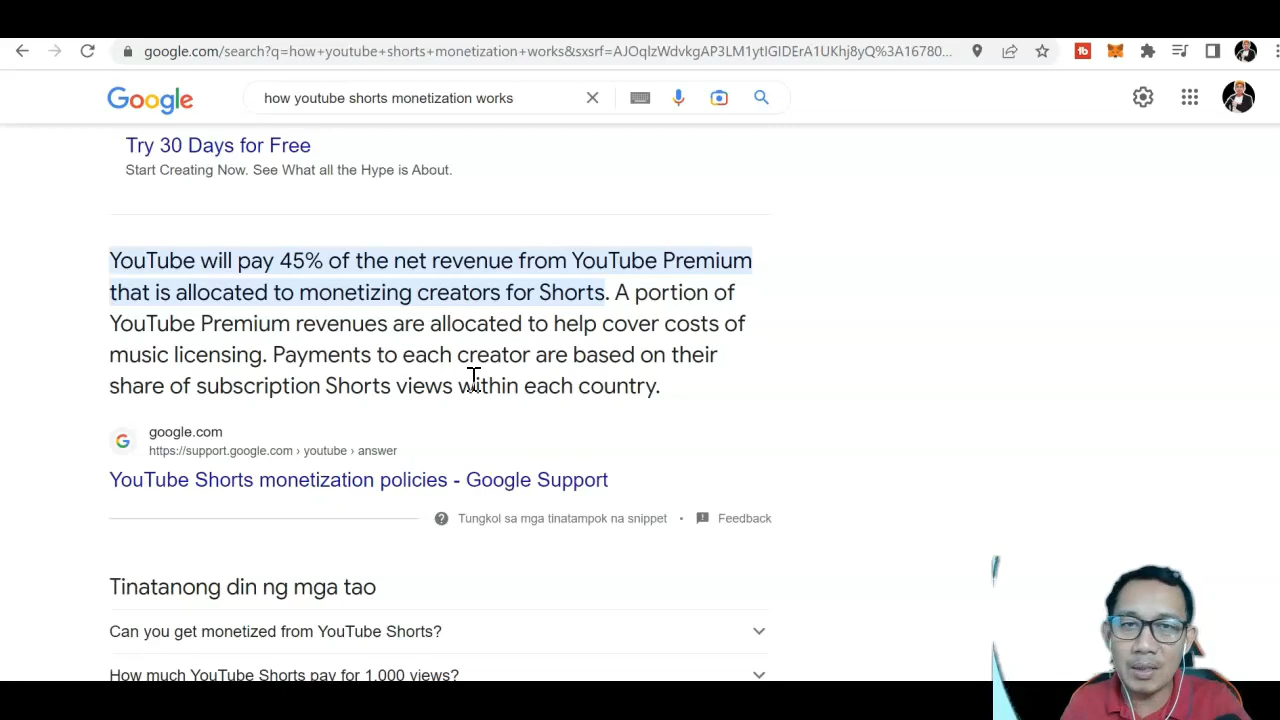 google.com/search?q=how+youtube+shorts+monetization+works&sxsrf=AJOqlzWdvkgAP3LM1ytIGIDErA1UKhj8yQ%3A16780...
Google
how youtube shorts monetization works
Try 30 Days for Free
Start Creating Now. See What all the Hype is About.
YouTube will pay 45% of the net revenue from YouTube Premium
that is allocated to monetizing creators for Shorts. A portion of
YouTube Premium revenues are allocated to help cover costs of
music licensing. Payments to each creator are based on their
share of subscription Shorts views within each country.
google.com
https://support.google.com › youtube › answer
YouTube Shorts monetization policies - Google Support
Tungkol sa mga tinatampok na snippet • Feedback
Tinatanong din ng mga tao
Can you get monetized from YouTube Shorts?
How much YouTube Shorts pay for 1,000 views?